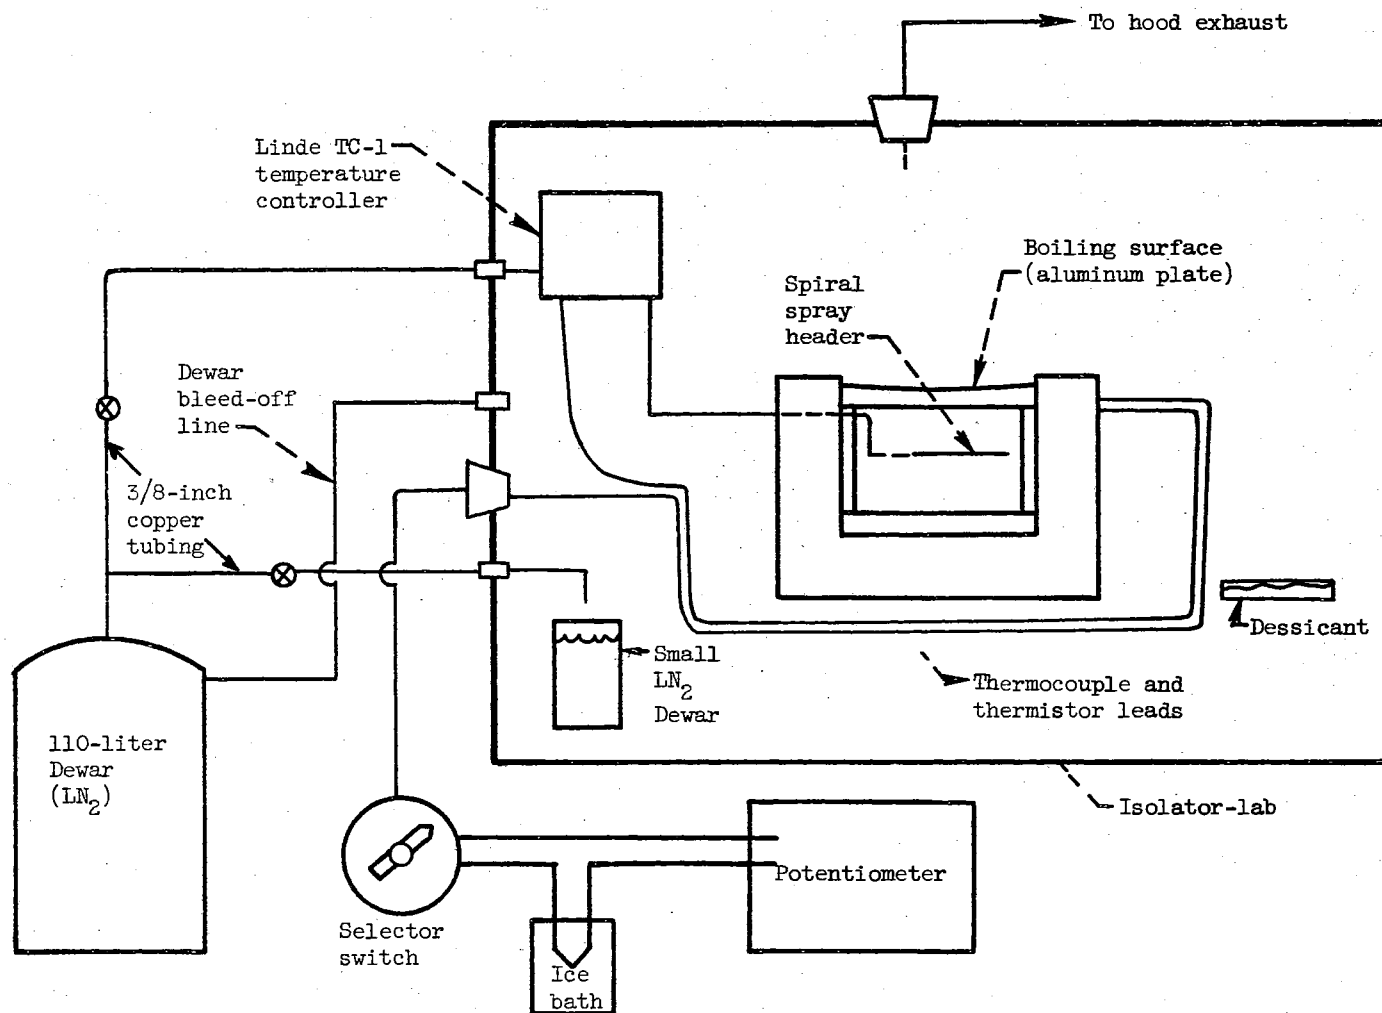 To hood exhaust
Linde TC-1
temperature
controller
Boiling surface
(aluminum plate)
Spiral
spray
header
Dewar
bleed-off
line
3/8-inch
copper
tubing
Dessicant
Small
LN2
Dewar
Thermocouple and
thermistor leads
110-liter
Dewar
(LN2)
Isolator-lab
Potentiometer
Selector
switch
Ice
bath